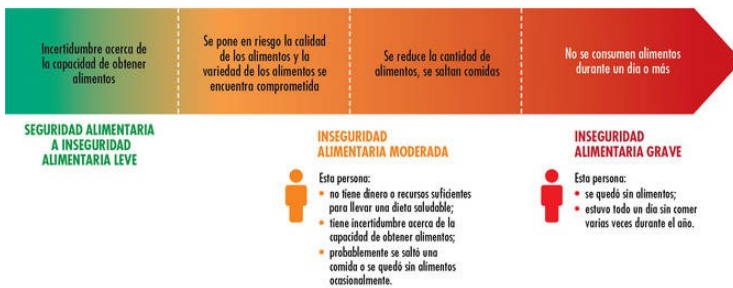 Incertidumbre acerca de
la capacidad de obtener
alimentos
Se pone en riesgo la calidad
de los alimentos y la
variedad de los alimentos se
encuentra comprometida
Se reduce la cantidad de
alimentos, se saltan comidas
No se consumen alimentos
durante un día o más
SEGURIDAD ALIMENTARIA
A INSEGURIDAD
ALIMENTARIA LEVE
INSEGURIDAD
ALIMENTARIA MODERADA
Esta persona:
• no tiene dinero o recursos suficientes
para llevar una dieta saludable;
• tiene incertidumbre acerca de la
capacidad de obtener alimentos;
• probablemente se saltó una
comida o se quedó sin alimentos
ocasionalmente.
INSEGURIDAD
ALIMENTARIA GRAVE
Esta persona:
• se quedó sin alimentos;
• estuvo todo un día sin comer
varias veces durante el año.